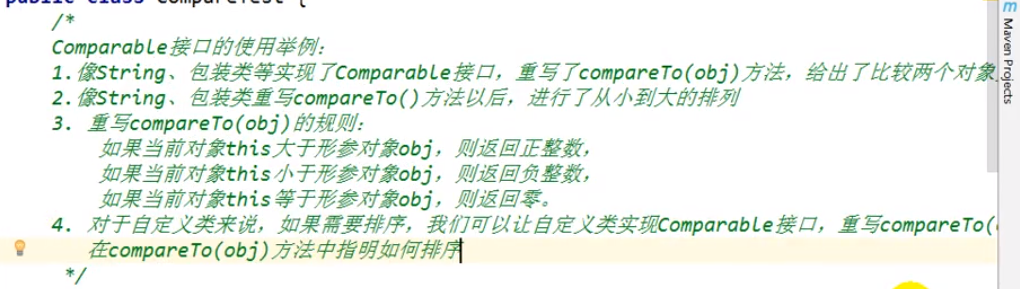 public class CompareTest {
/*
Comparable接口的使用举例：
1.像String、包装类等实现了Comparable接口，重写了compareTo(obj)方法，给出了比较两个对象
2.像String、包装类重写compareTo()方法以后，进行了从小到大的排列
3. 重写compareTo(obj)的规则：
如果当前对象this大于形参对象obj，则返回正整数，
如果当前对象this小于形参对象obj，则返回负整数，
如果当前对象this等于形参对象obj，则返回零。
4. 对于自定义类来说，如果需要排序，我们可以让自定义类实现Comparable接口，重写compareTo(
在compareTo(obj)方法中指明如何排序
*/
m
Maven Projects